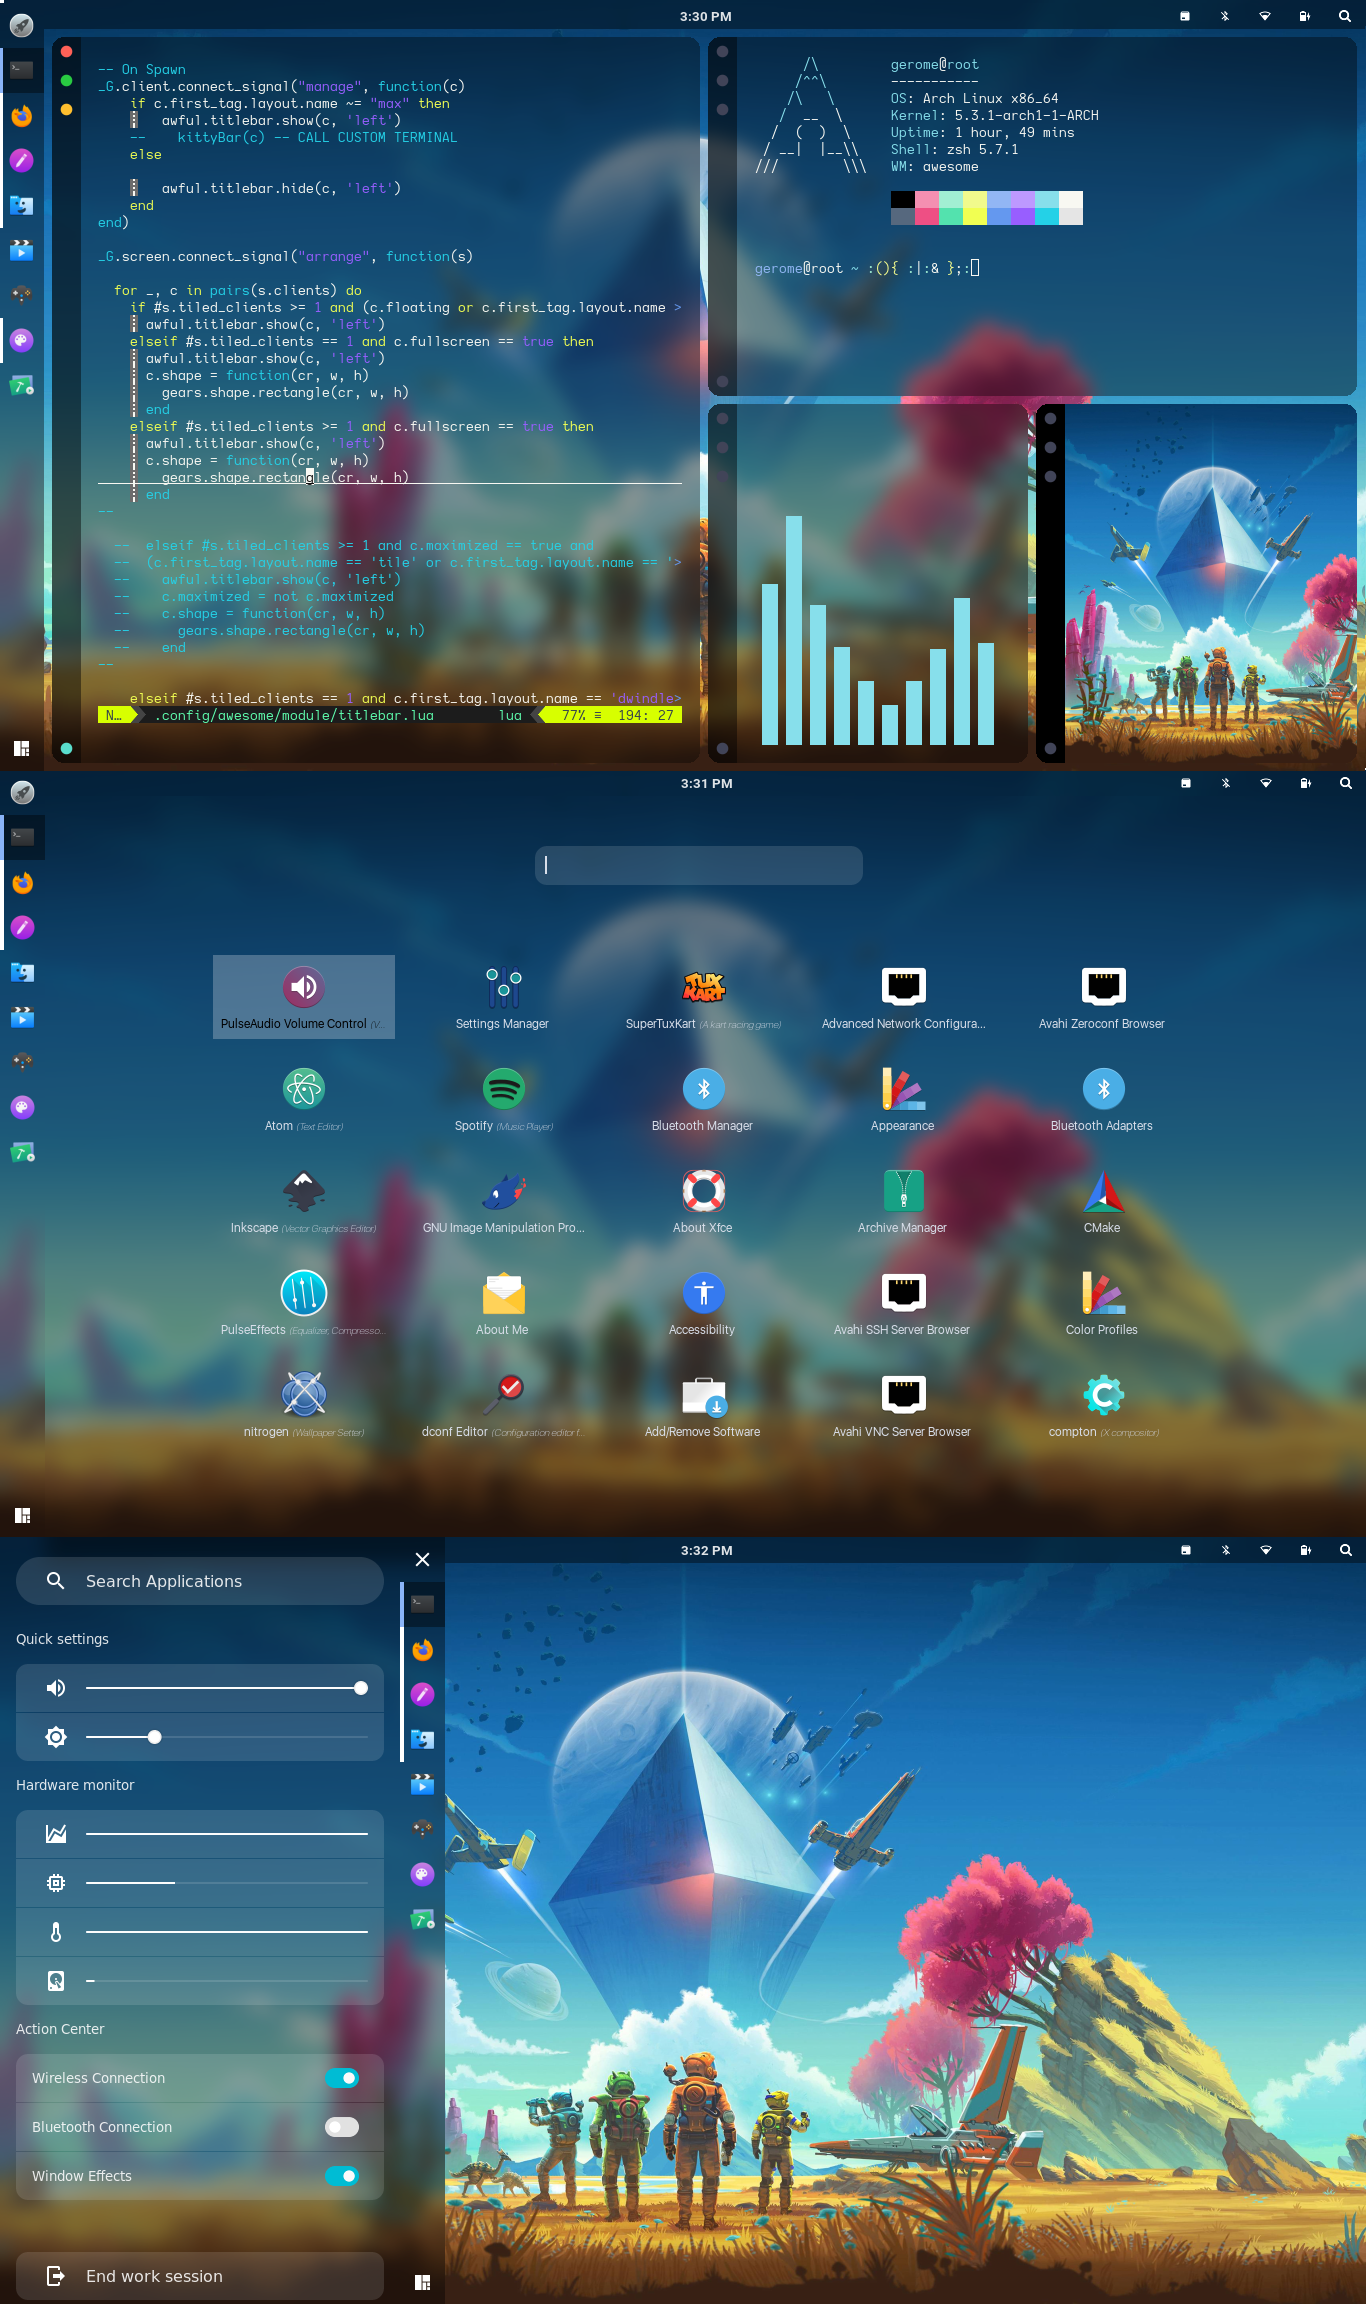 3:30 PM
-- On Spawn
_G.client.connect_signal("manage", function(c)
if c.first_tag.layout.name ~= "max" then
awful.titlebar.show(c, 'left')
-- kittyBar(c) -- CALL CUSTOM TERMINAL
else
awful.titlebar.hide(c, 'left')
end
end)
_G.screen.connect_signal("arrange", function(s)
for _, c in pairs(s.clients) do
if #s.tiled_clients >= 1 and (c.floating or c.first_tag.layout.name >
awful.titlebar.show(c, 'left')
elseif #s.tiled_clients == 1 and c.fullscreen == true then
awful.titlebar.show(c, 'left')
c.shape = function(cr, w, h)
gears.shape.rectangle(cr, w, h)
end
elseif #s.tiled_clients >= 1 and c.fullscreen == true then
awful.titlebar.show(c, 'left')
c.shape = function(cr, w, h)
gears.shape.rectangle(cr, w, h)
end
--
-- elseif #s.tiled_clients >= 1 and c.maximized == true and
-- (c.first_tag.layout.name == 'tile' or c.first_tag.layout.name == '>
-- awful.titlebar.show(c, 'left')
-- c.maximized = not c.maximized
-- c.shape = function(cr, w, h)
-- gears.shape.rectangle(cr, w, h)
-- end
--
elseif #s.tiled_clients == 1 and c.first_tag.layout.name == 'dwindle>
N… .config/awesome/module/titlebar.lua lua 77% ≡ 194: 27
/\
/^^\
/\ \
/ __ \
/ ( ) \
/ __| |__\\
/// \\\
gerome@root
-----------
OS: Arch Linux x86_64
Kernel: 5.3.1-arch1-1-ARCH
Uptime: 1 hour, 49 mins
Shell: zsh 5.7.1
WM: awesome
gerome@root ~ :(){ :|:& };:
3:31 PM
PulseAudio Volume Control (V...
Settings Manager
SuperTuxKart (A kart racing game)
Advanced Network Configura...
Avahi Zeroconf Browser
Atom (Text Editor)
Spotify (Music Player)
Bluetooth Manager
Appearance
Bluetooth Adapters
Inkscape (Vector Graphics Editor)
GNU Image Manipulation Pro...
About Xfce
Archive Manager
CMake
PulseEffects (Equalizer, Compresso...
About Me
Accessibility
Avahi SSH Server Browser
Color Profiles
nitrogen (Wallpaper Setter)
dconf Editor (Configuration editor f...
Add/Remove Software
Avahi VNC Server Browser
compton (X compositor)
3:32 PM
Search Applications
Quick settings
Hardware monitor
Action Center
Wireless Connection
Bluetooth Connection
Window Effects
End work session